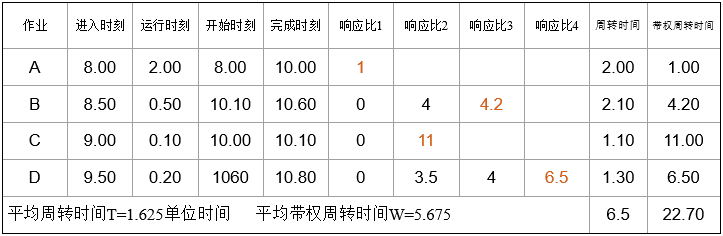 作业 进入时刻 运行时刻 开始时刻 完成时刻 响应比1 响应比2 响应比3 响应比4 周转时间 带权周转时间
A 8.00 2.00 8.00 10.00 1 2.00 1.00
B 8.50 0.50 10.10 10.60 0 4 4.2 2.10 4.20
C 9.00 0.10 10.00 10.10 0 11 1.10 11.00
D 9.50 0.20 1060 10.80 0 3.5 4 6.5 1.30 6.50
平均周转时间T=1.625单位时间 平均带权周转时间W=5.675 6.5 22.70